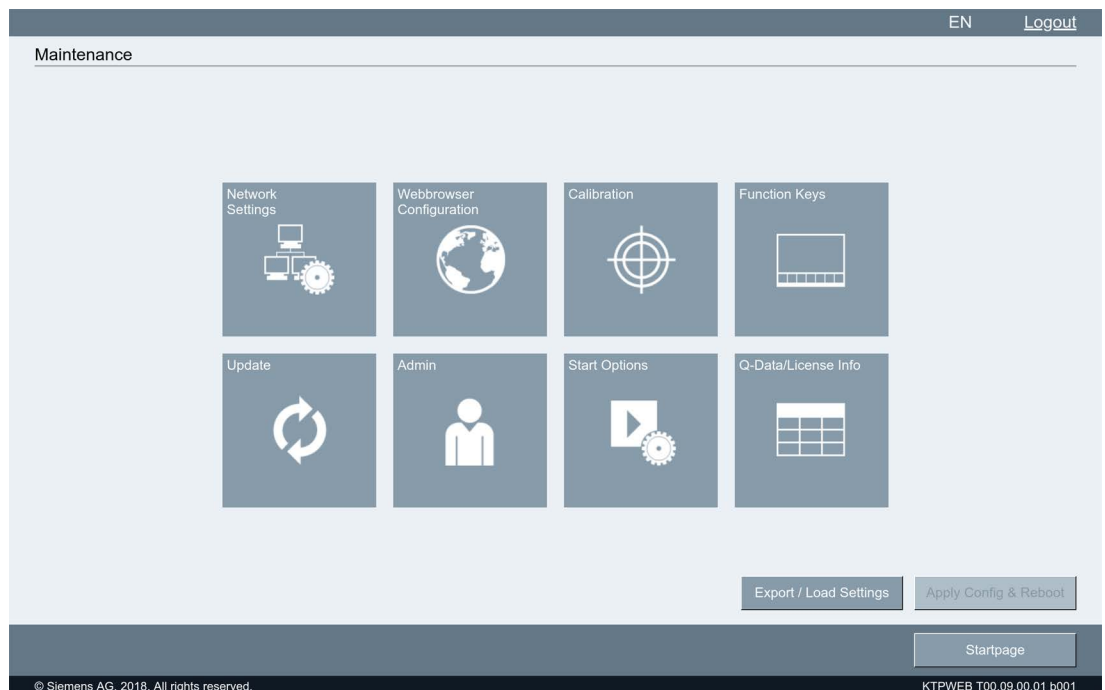 EN Logout
Maintenance
Network
Settings
Webbrowser
Configuration
Calibration
Function Keys
Update
Admin
Start Options
Q-Data/License Info
Export / Load Settings
Apply Config & Reboot
Startpage
© Siemens AG, 2018. All rights reserved.
KTPWEB T00.09.00.01 b001